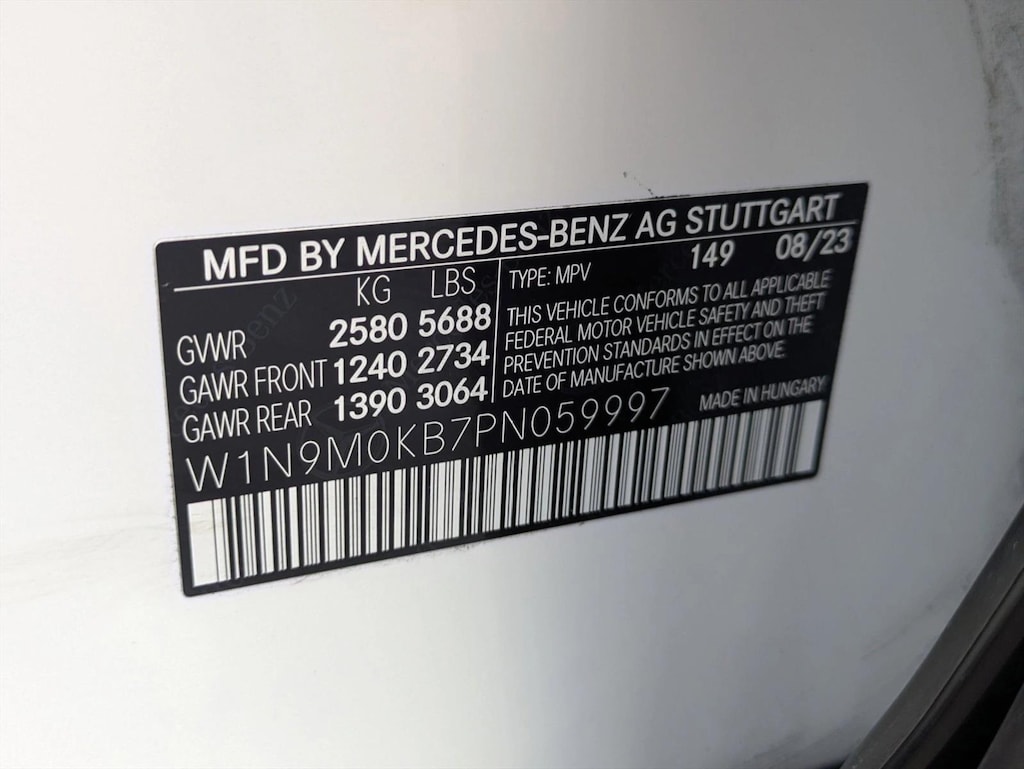 MFD BY MERCEDES-BENZ AG STUTTGART
KG LBS
GVWR 2580 5688
GAWR FRONT 1240 2734
GAWR REAR 1390 3064
TYPE: MPV 149 08/23
THIS VEHICLE CONFORMS TO ALL APPLICABLE
FEDERAL MOTOR VEHICLE SAFETY AND THEFT
PREVENTION STANDARDS IN EFFECT ON THE
DATE OF MANUFACTURE SHOWN ABOVE.
W1N9M0KB7PN059997 MADE IN HUNGARY